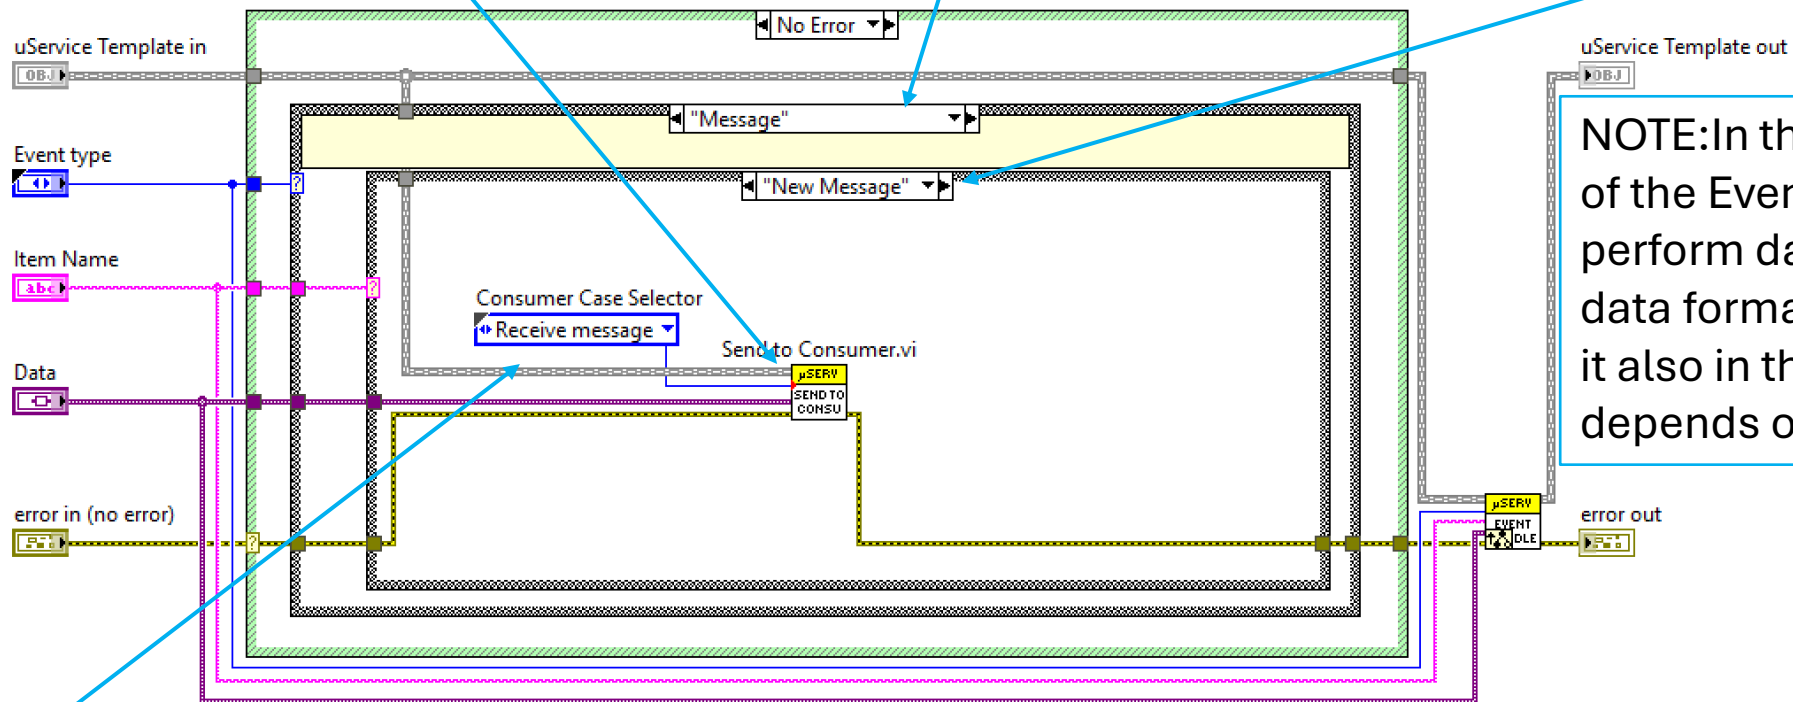 No Error
uService Template in
OBJ
uService Template out
OBJ
"Message"
NOTE:In th
of the Even
perform da
data forma
it also in th
depends o
Event type
?
"New Message"
Item Name
abc
?
Consumer Case Selector
Receive message
Send to Consumer.vi
µSERV
SEND TO
CONSU
Data
error in (no error)
?
µSERV
EVENT
DLE
error out